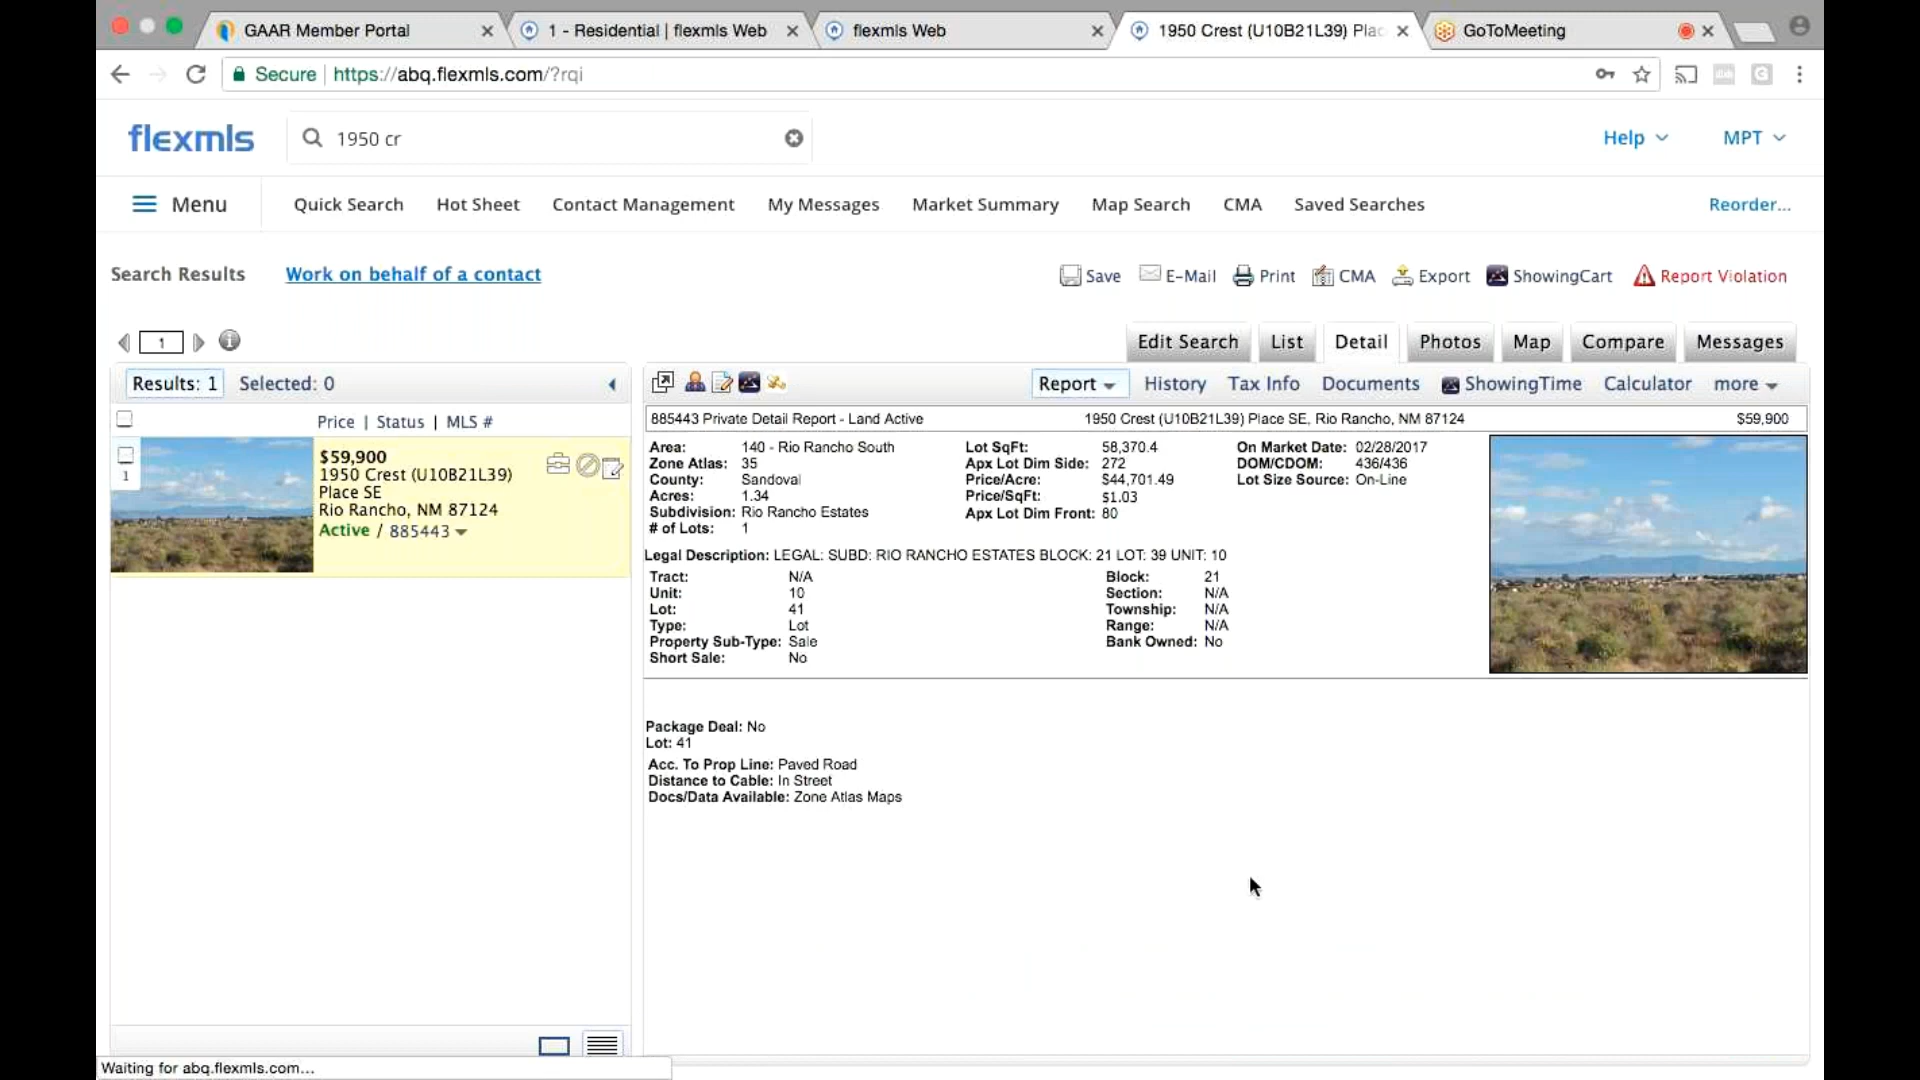 GAAR Member Portal
1 - Residential | flexmls Web
flexmls Web
1950 Crest (U10B21L39) Plac
GoToMeeting
Secure
https://abq.flexmls.com/?rqi
flexmls
1950 cr
Help
MPT
Menu
Quick Search
Hot Sheet
Contact Management
My Messages
Market Summary
Map Search
CMA
Saved Searches
Reorder...
Search Results
Work on behalf of a contact
Save
E-Mail
Print
CMA
Export
ShowingCart
Report Violation
1
Edit Search
List
Detail
Photos
Map
Compare
Messages
Results: 1
Selected: 0
Report
History
Tax Info
Documents
ShowingTime
Calculator
more
Price | Status | MLS #
1
$59,900
1950 Crest (U10B21L39)
Place SE
Rio Rancho, NM 87124
Active / 885443
885443 Private Detail Report - Land Active
1950 Crest (U10B21L39) Place SE, Rio Rancho, NM 87124
$59,900
Area: 140 - Rio Rancho South
Zone Atlas: 35
County: Sandoval
Acres: 1.34
Subdivision: Rio Rancho Estates
# of Lots: 1
Lot SqFt: 58,370.4
Apx Lot Dim Side: 272
Price/Acre: $44,701.49
Price/SqFt: $1.03
Apx Lot Dim Front: 80
On Market Date: 02/28/2017
DOM/CDOM: 436/436
Lot Size Source: On-Line
Legal Description: LEGAL: SUBD: RIO RANCHO ESTATES BLOCK: 21 LOT: 39 UNIT: 10
Tract: N/A
Unit: 10
Lot: 41
Type: Lot
Property Sub-Type: Sale
Short Sale: No
Block: 21
Section: N/A
Township: N/A
Range: N/A
Bank Owned: No
Package Deal: No
Lot: 41
Acc. To Prop Line: Paved Road
Distance to Cable: In Street
Docs/Data Available: Zone Atlas Maps
Waiting for abq.flexmls.com...